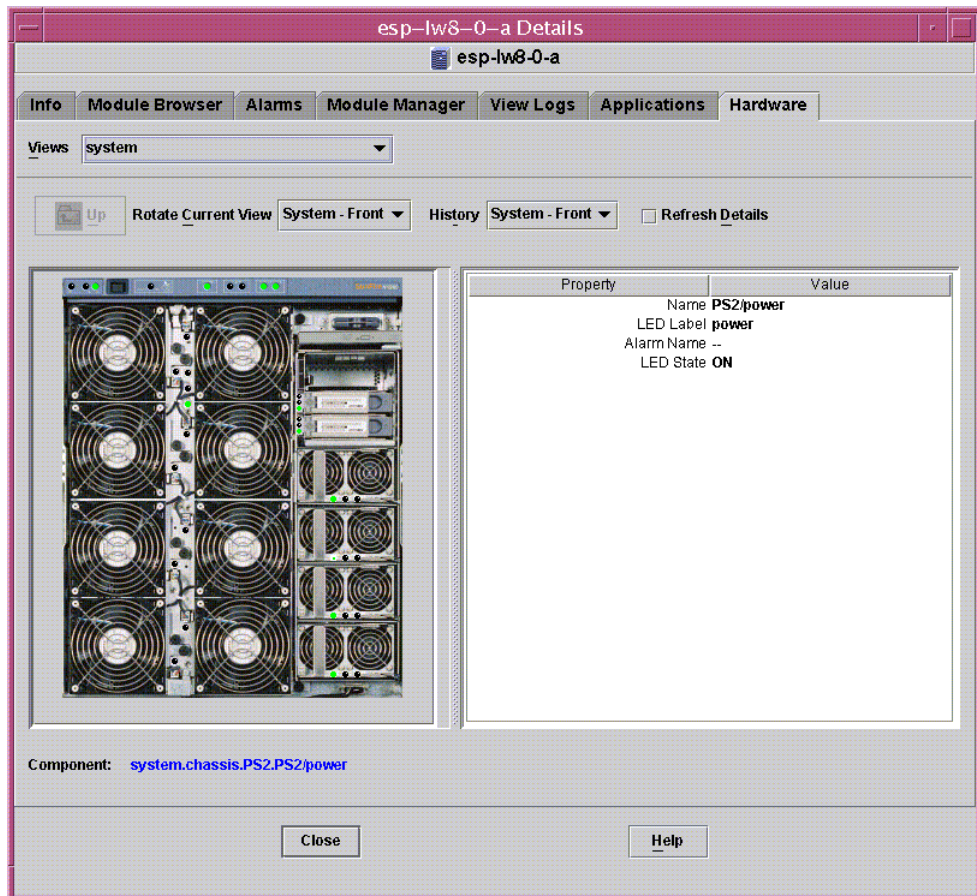 esp–lw8–0–a Details
esp-lw8-0-a
Info Module Browser Alarms Module Manager View Logs Applications Hardware
Views system
Up Rotate Current View System - Front History System - Front Refresh Details
Property Value
Name PS2/power
LED Label power
Alarm Name --
LED State ON
Component: system.chassis.PS2.PS2/power
Close Help